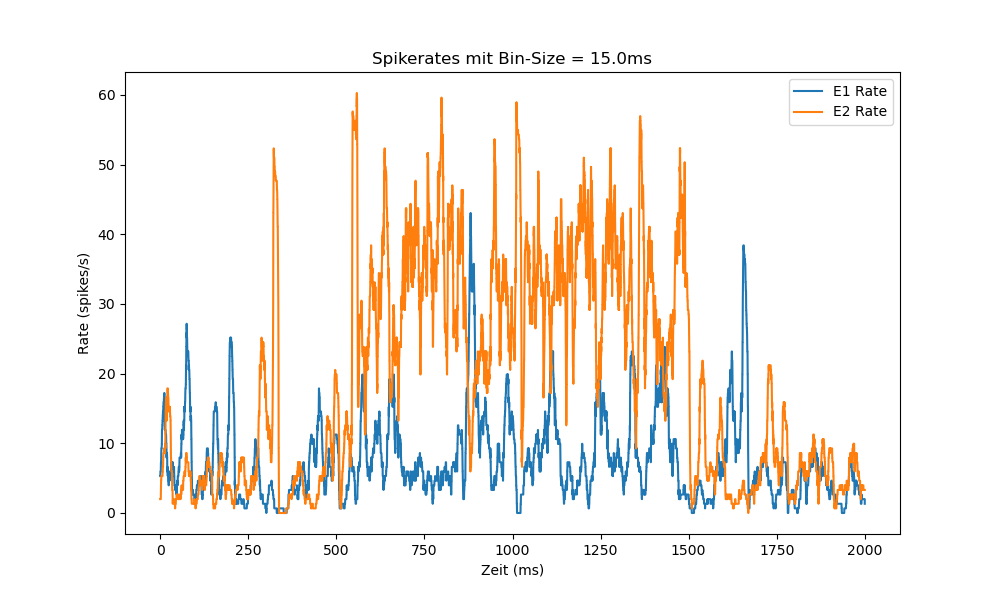 Spikerates mit Bin-Size = 15.0ms
E1 Rate
E2 Rate
60
50
40
30
20
10
0
Rate (spikes/s)
0 250 500 750 1000 1250 1500 1750 2000
Zeit (ms)